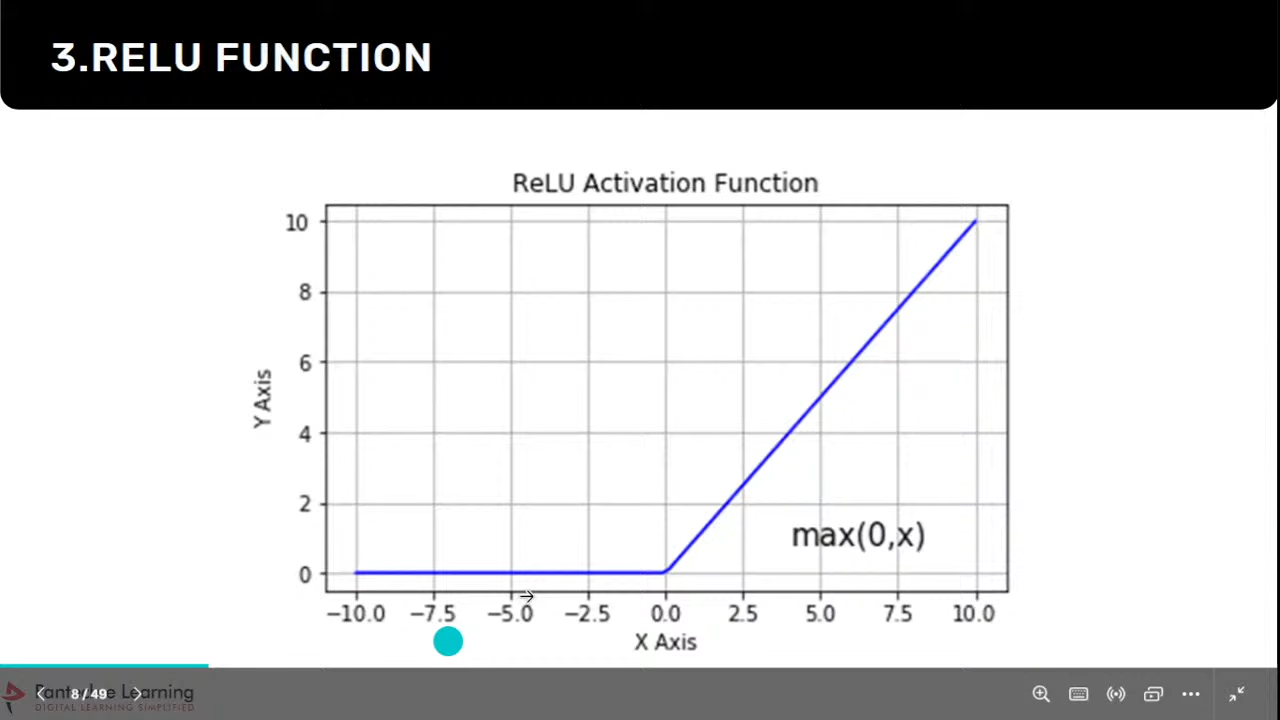 3.RELU FUNCTION
ReLU Activation Function
10
8
6
4
2
0
Y Axis
max(0,x)
−10.0 −7.5 −5.0 −2.5 0.0 2.5 5.0 7.5 10.0
X Axis
8 / 49
Learning
DIGITAL LEARNING SIMPLIFIED